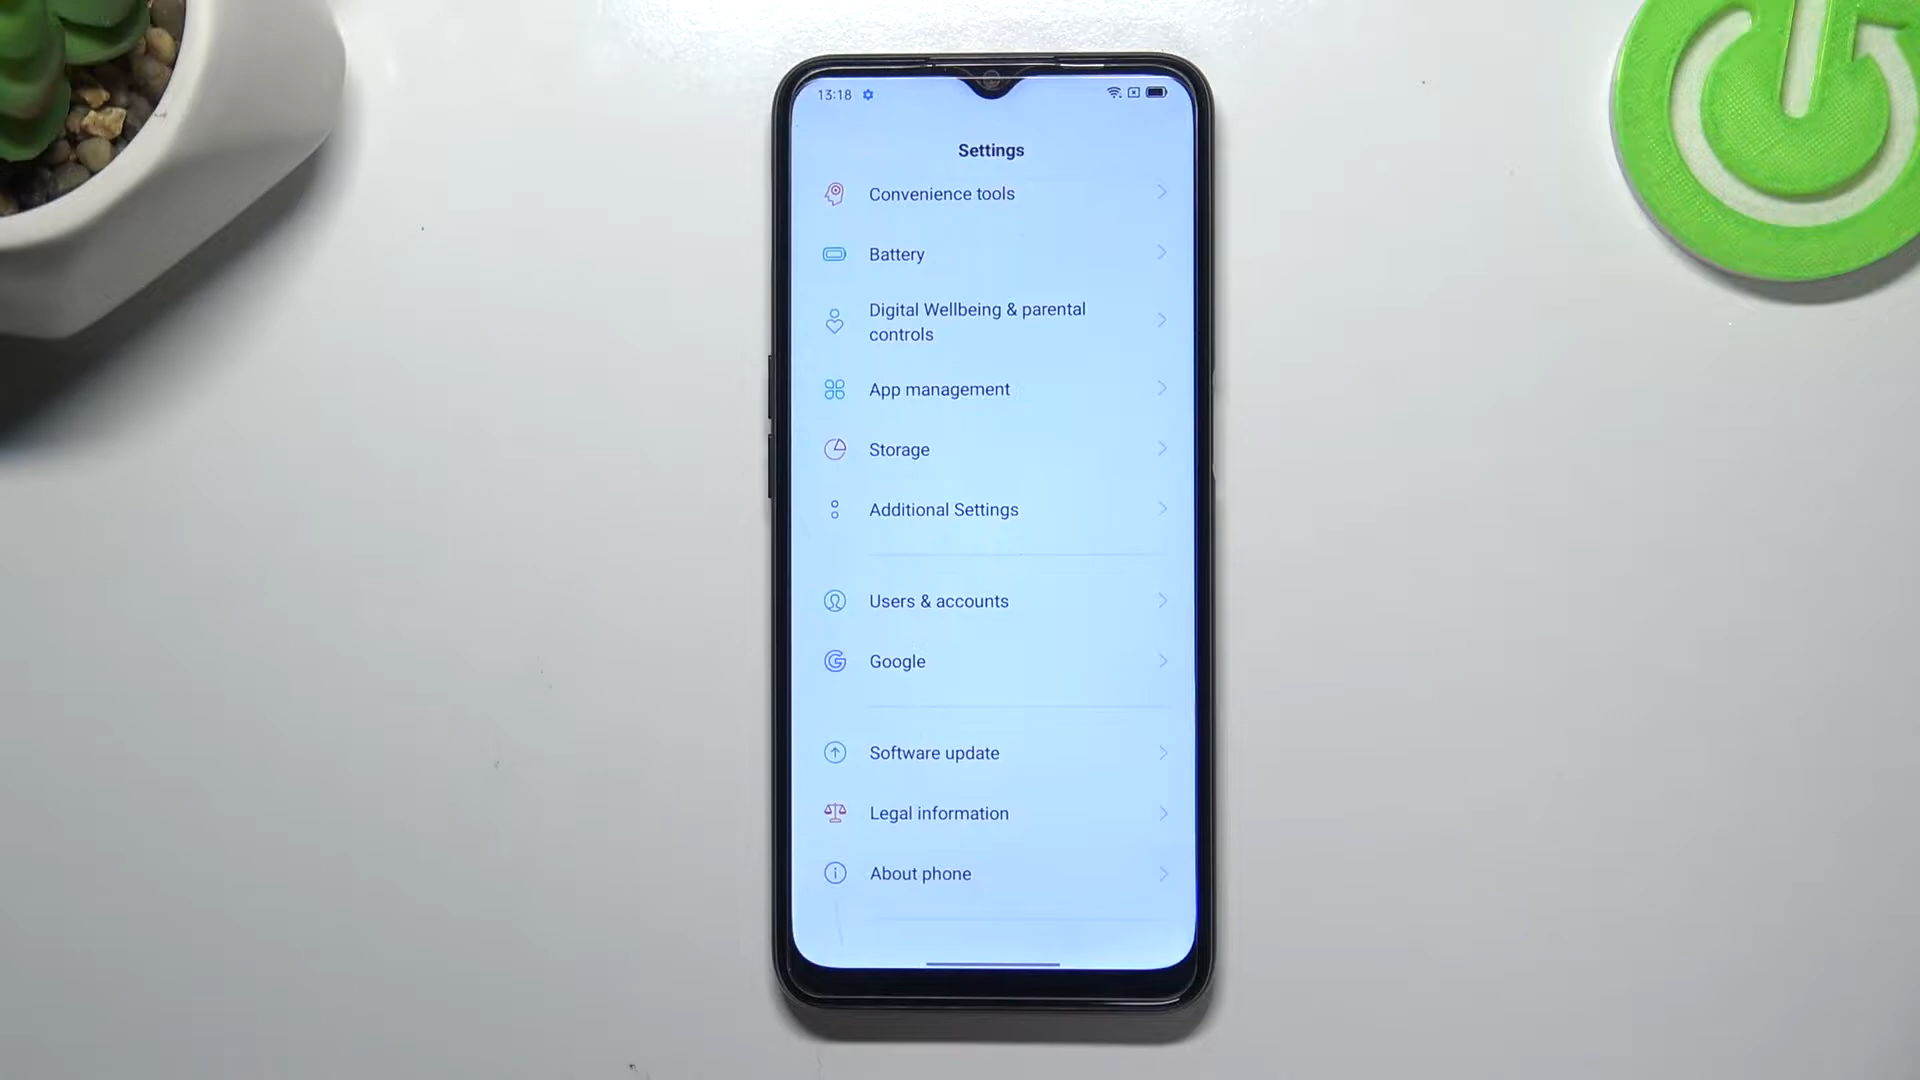 13:18
Settings
Convenience tools
Battery
Digital Wellbeing & parental
controls
App management
Storage
Additional Settings
Users & accounts
Google
Software update
Legal information
About phone